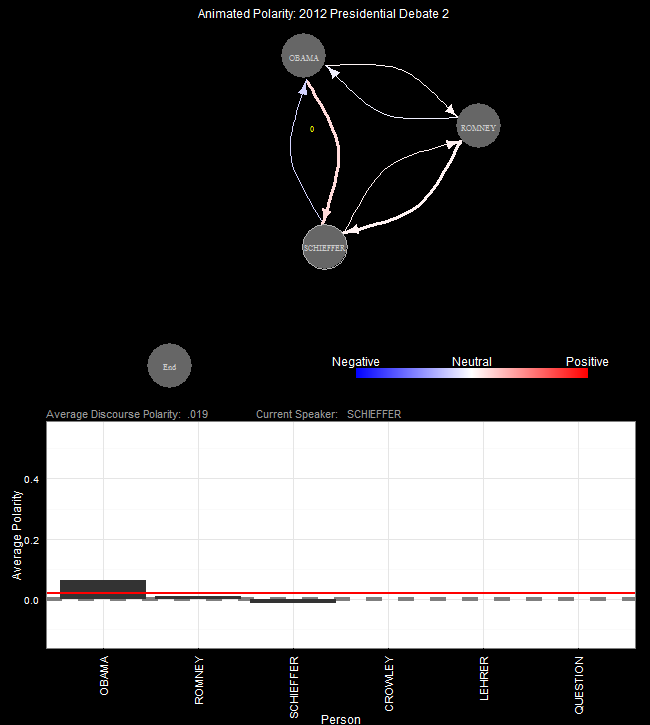 Animated Polarity: 2012 Presidential Debate 2
OBAMA
0
ROMNEY
SCHIEFFER
End
Negative Neutral Positive
Average Discourse Polarity: .019 Current Speaker: SCHIEFFER
Average Polarity
0.4
0.2
0.0
OBAMA
ROMNEY
SCHIEFFER
CROWLEY
LEHRER
QUESTION
Person